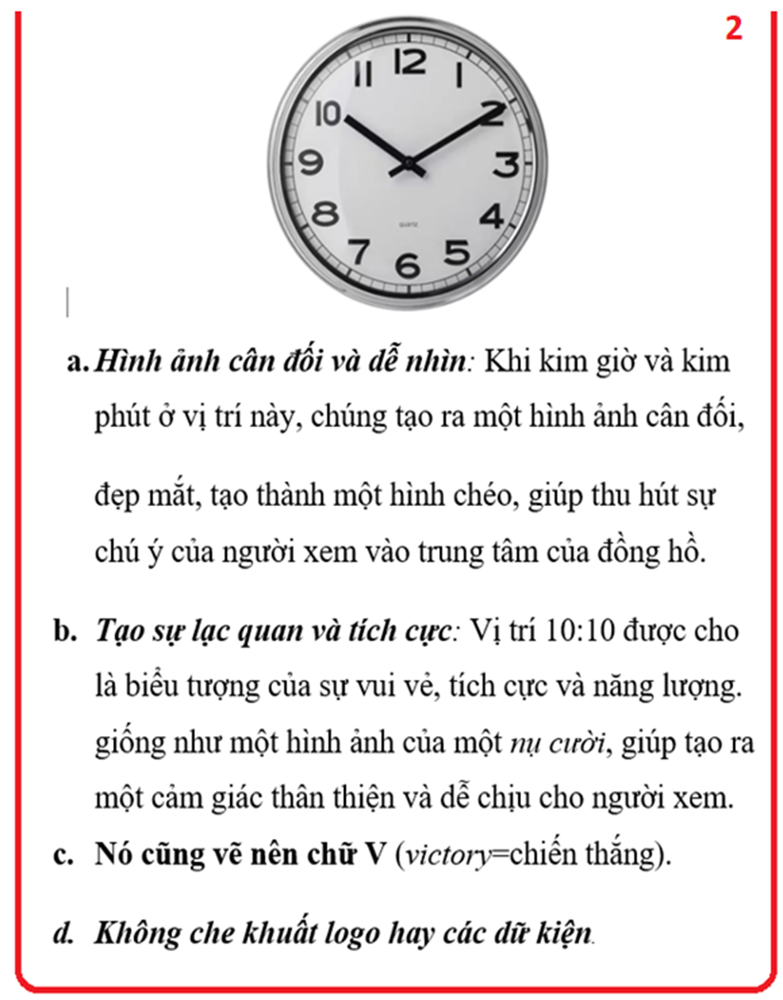 2
12
11 1
10 2
9 3
8 4
7 5
6
QUARTZ
a. Hình ảnh cân đối và dễ nhìn: Khi kim giờ và kim
phút ở vị trí này, chúng tạo ra một hình ảnh cân đối,
đẹp mắt, tạo thành một hình chéo, giúp thu hút sự
chú ý của người xem vào trung tâm của đồng hồ.
b. Tạo sự lạc quan và tích cực: Vị trí 10:10 được cho
là biểu tượng của sự vui vẻ, tích cực và năng lượng.
giống như một hình ảnh của một nụ cười, giúp tạo ra
một cảm giác thân thiện và dễ chịu cho người xem.
c. Nó cũng vẽ nên chữ V (victory=chiến thắng).
d. Không che khuất logo hay các dữ kiện.